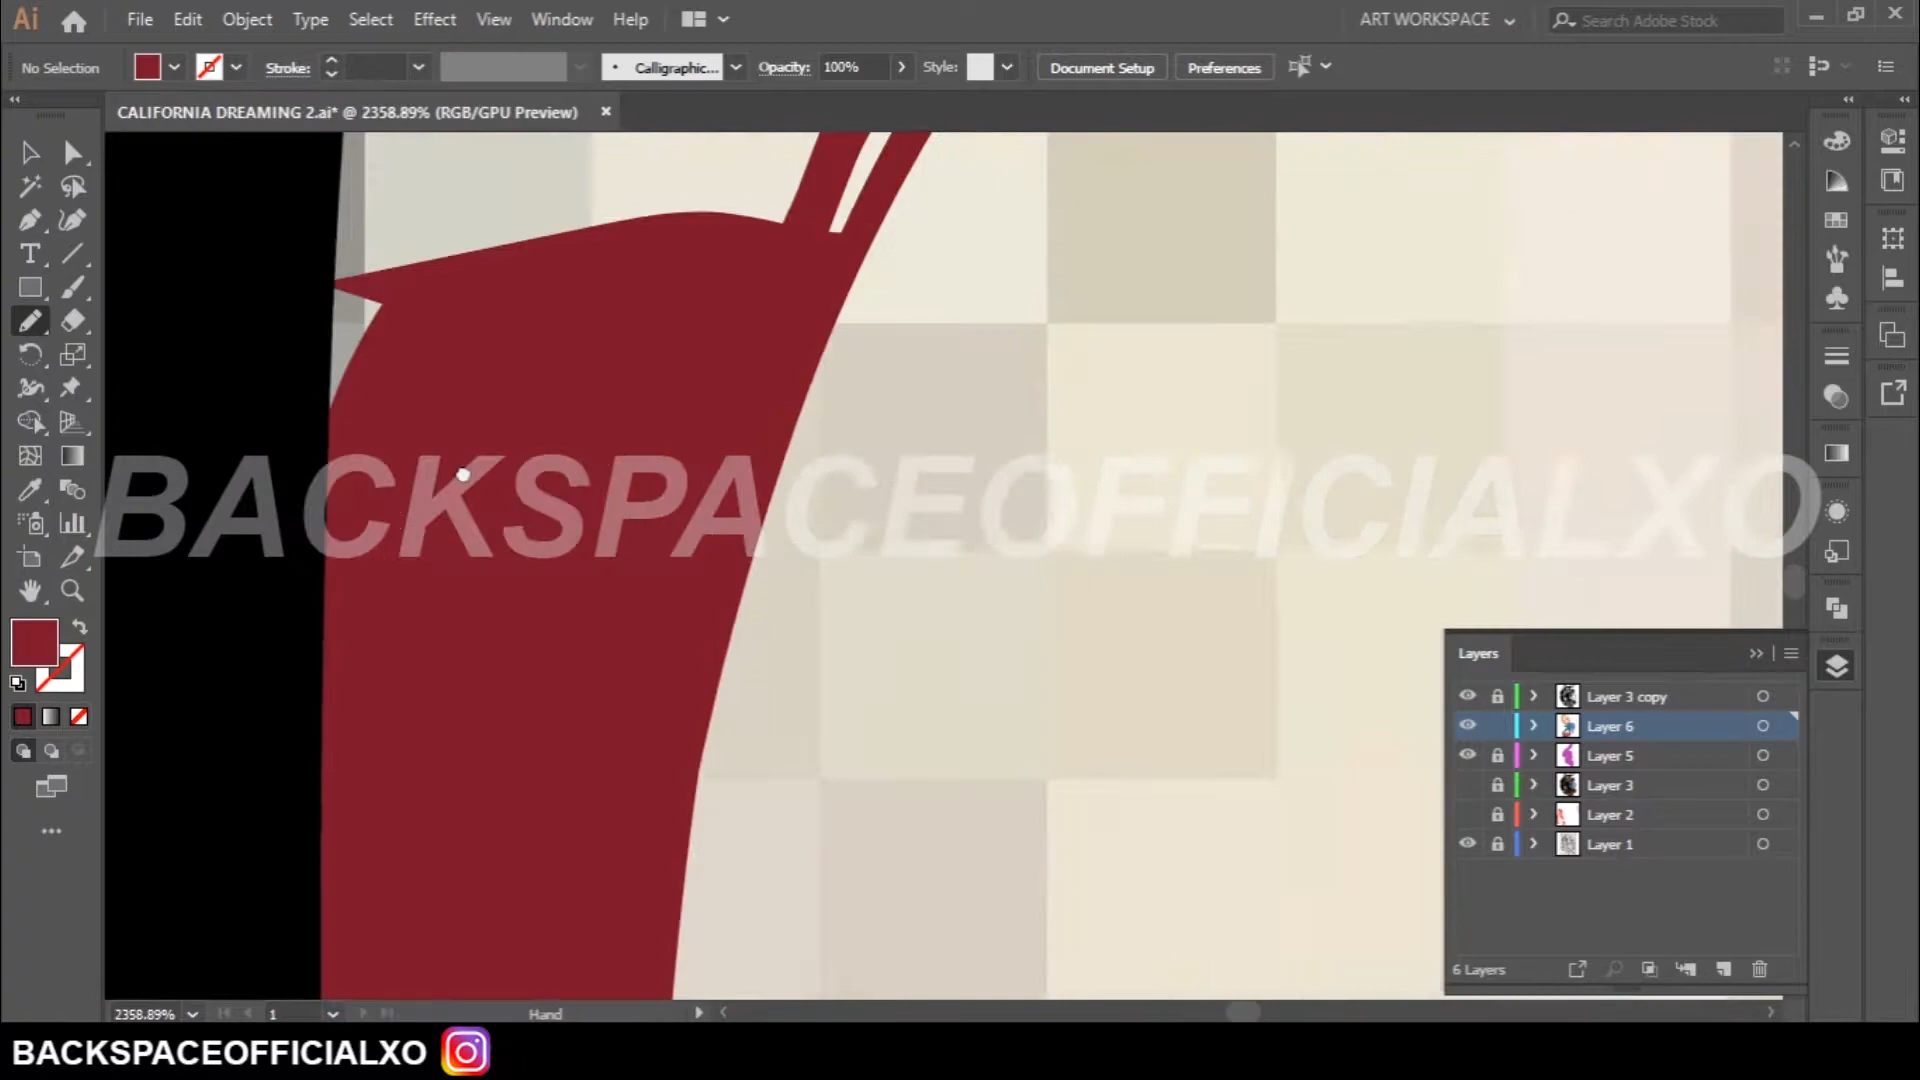 Ai File Edit Object Type Select Effect View Window Help ART WORKSPACE Search Adobe Stock
No Selection Stroke: Calligraphic... Opacity: 100% Style: Document Setup Preferences
CALIFORNIA DREAMING 2.ai* @ 2358.89% (RGB/GPU Preview)
BACKSPACEOFFICIALXO
Layers
Layer 3 copy
Layer 6
Layer 5
Layer 3
Layer 2
Layer 1
6 Layers
2358.89% 1 Hand
BACKSPACEOFFICIALXO